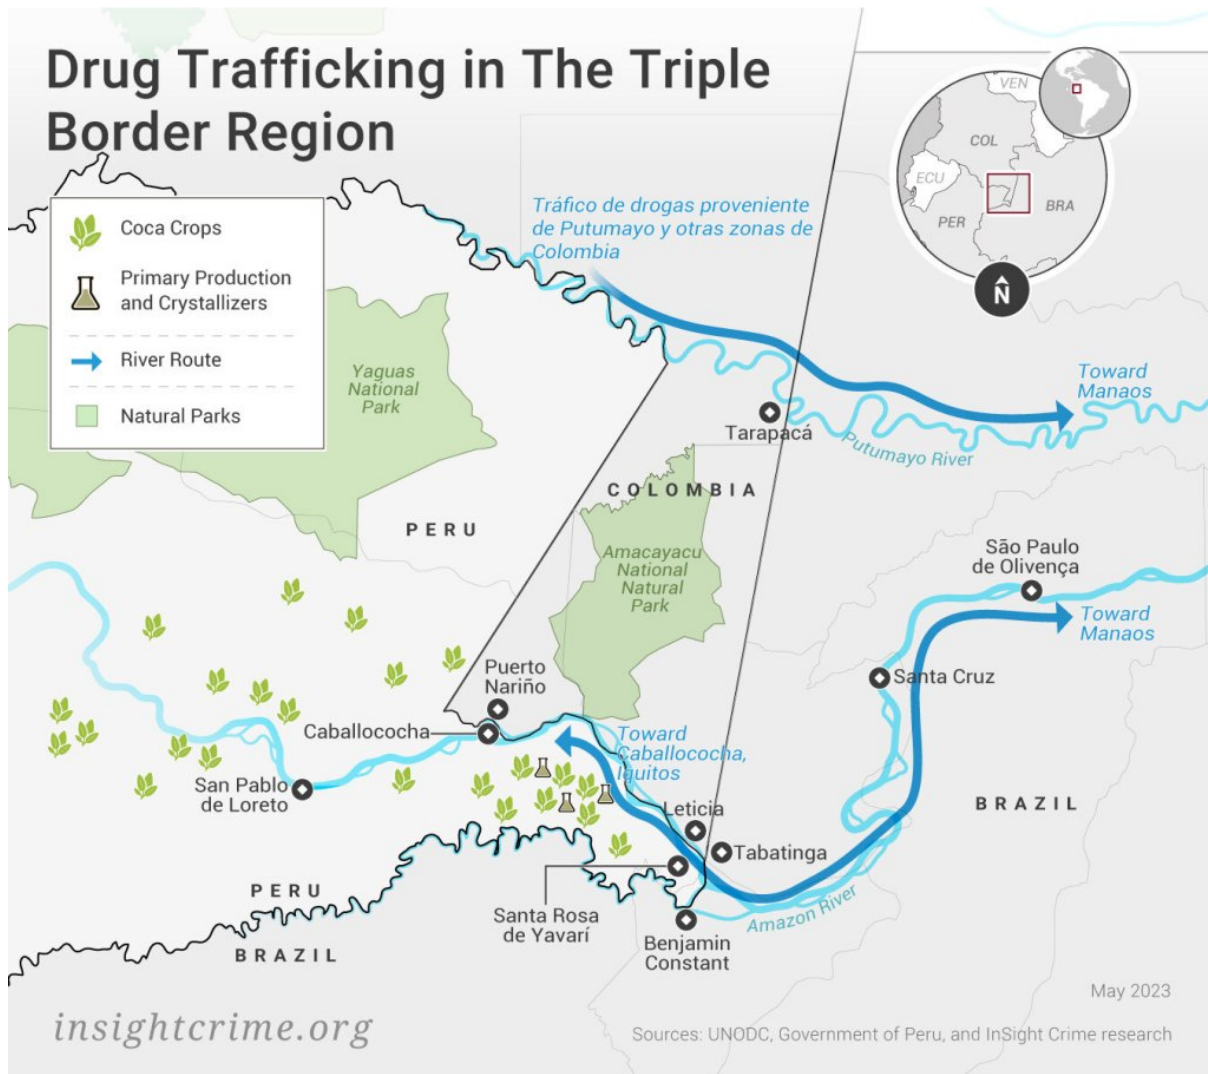 Drug Trafficking in The Triple
Border Region
VEN
COL
ECU
PER
BRA
N
Coca Crops
Primary Production
and Crystallizers
River Route
Natural Parks
Tráfico de drogas proveniente
de Putumayo y otras zonas de
Colombia
Yaguas
National
Park
Toward
Manaos
Tarapacá
Putumayo River
COLOMBIA
PERU
Amacayacu
National
Natural
Park
São Paulo
de Olivença
Toward
Manaos
Puerto
Nariño
Santa Cruz
Caballococha
Toward
Caballococha,
Iquitos
San Pablo
de Loreto
Leticia
BRAZIL
Tabatinga
PERU
BRAZIL
Santa Rosa
de Yavarí
Amazon River
Benjamin
Constant
May 2023
insightcrime.org
Sources: UNODC, Government of Peru, and InSight Crime research